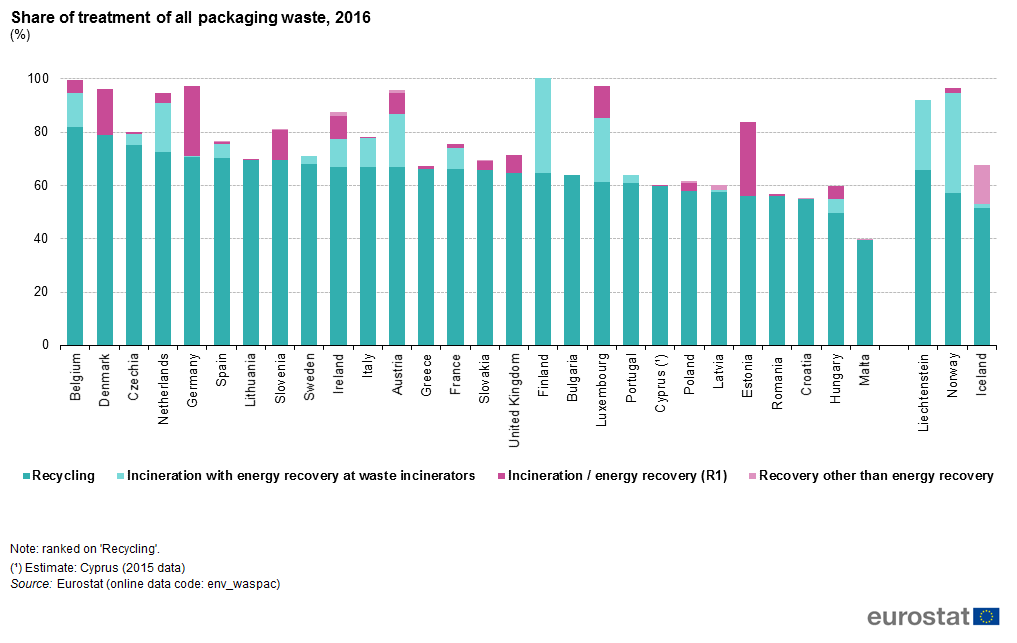 Share of treatment of all packaging waste, 2016
(%)
100
80
60
40
20
0
Belgium
Denmark
Czechia
Netherlands
Germany
Spain
Lithuania
Slovenia
Sweden
Ireland
Italy
Austria
Greece
France
Slovakia
United Kingdom
Finland
Bulgaria
Luxembourg
Portugal
Cyprus (¹)
Poland
Latvia
Estonia
Romania
Croatia
Hungary
Malta
Liechtenstein
Norway
Iceland
Recycling Incineration with energy recovery at waste incinerators Incineration / energy recovery (R1) Recovery other than energy recovery
Note: ranked on 'Recycling'.
(¹) Estimate: Cyprus (2015 data)
Source: Eurostat (online data code: env_waspac)
eurostat